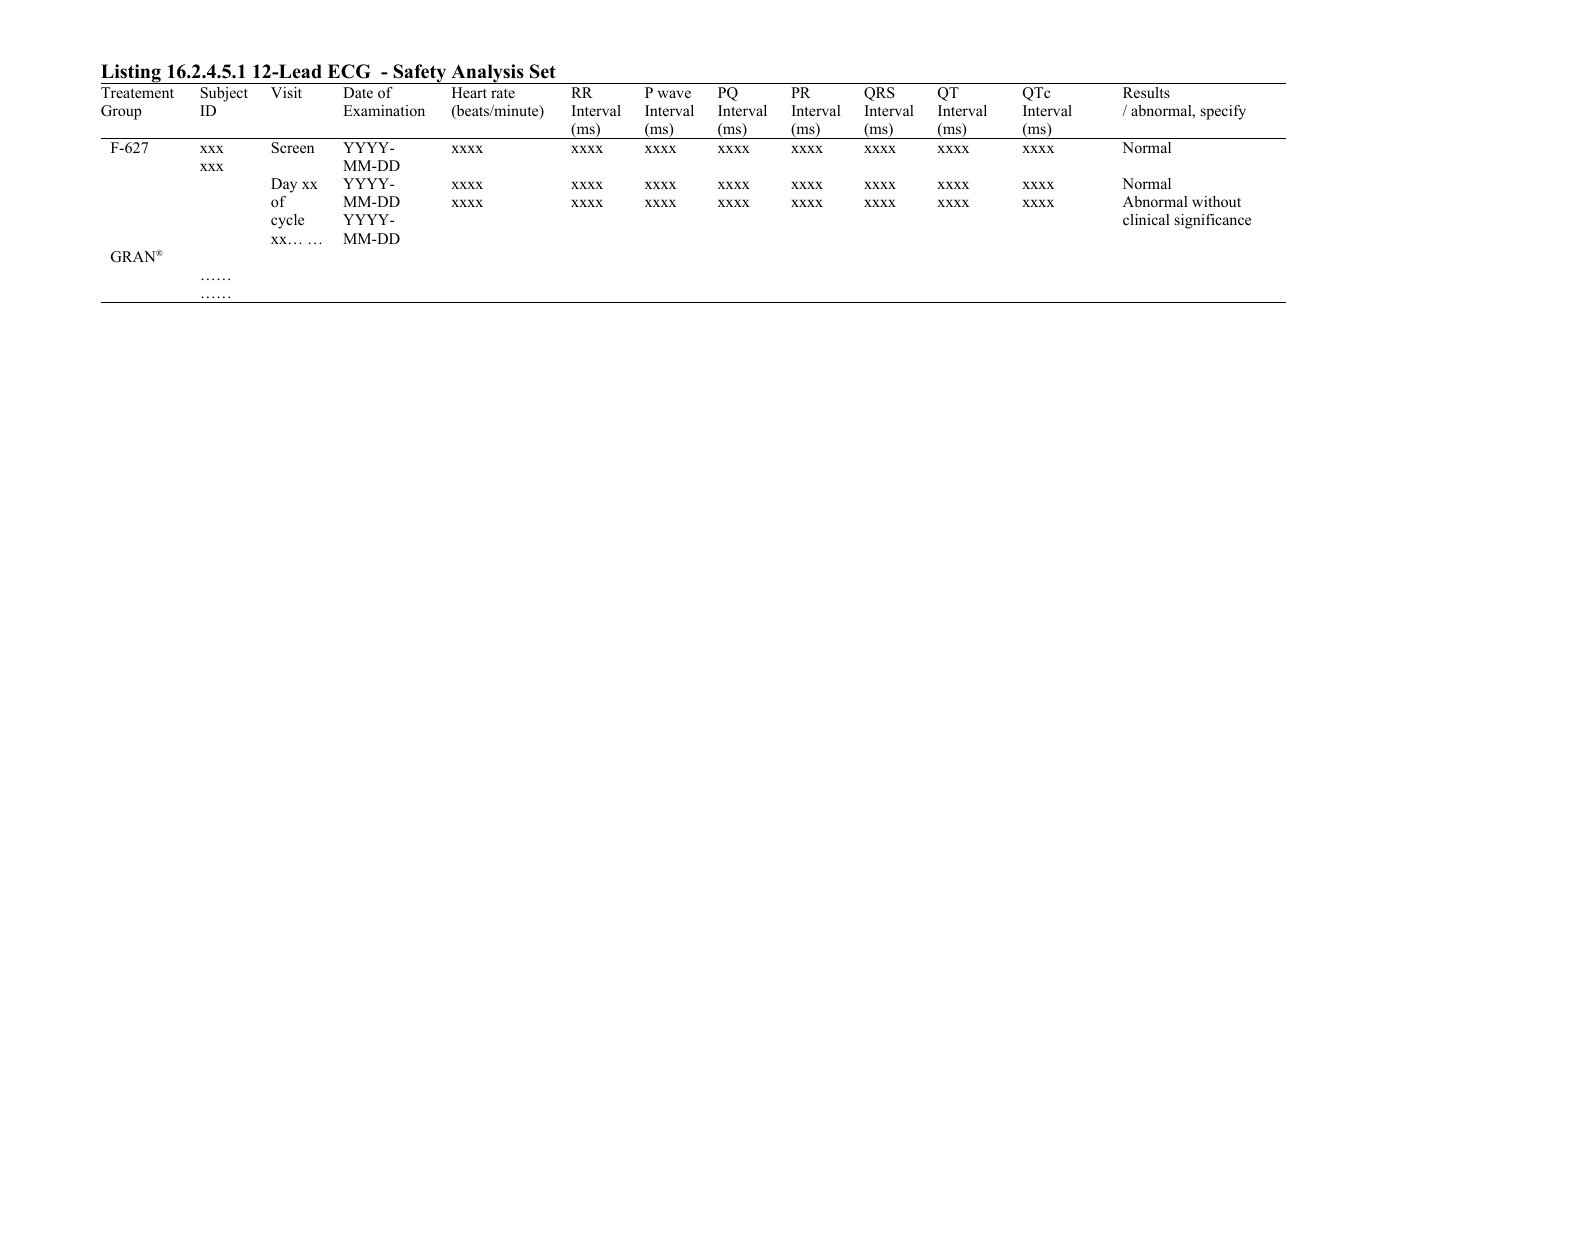 Listing 16.2.4.5.1 12-Lead ECG  - Safety Analysis Set
Treatement Subject Visit Date of Heart rate RR P wave PQ PR QRS QT QTc Results
Group ID Examination (beats/minute) Interval Interval Interval Interval Interval Interval Interval / abnormal, specify
(ms) (ms) (ms) (ms) (ms) (ms) (ms)
F-627 xxx Screen YYYY- xxxx xxxx xxxx xxxx xxxx xxxx xxxx xxxx Normal
xxx MM-DD
Day xx YYYY- xxxx xxxx xxxx xxxx xxxx xxxx xxxx xxxx Normal
of MM-DD xxxx xxxx xxxx xxxx xxxx xxxx xxxx xxxx Abnormal without
cycle YYYY- clinical significance
xx… … MM-DD
GRAN®
……
……